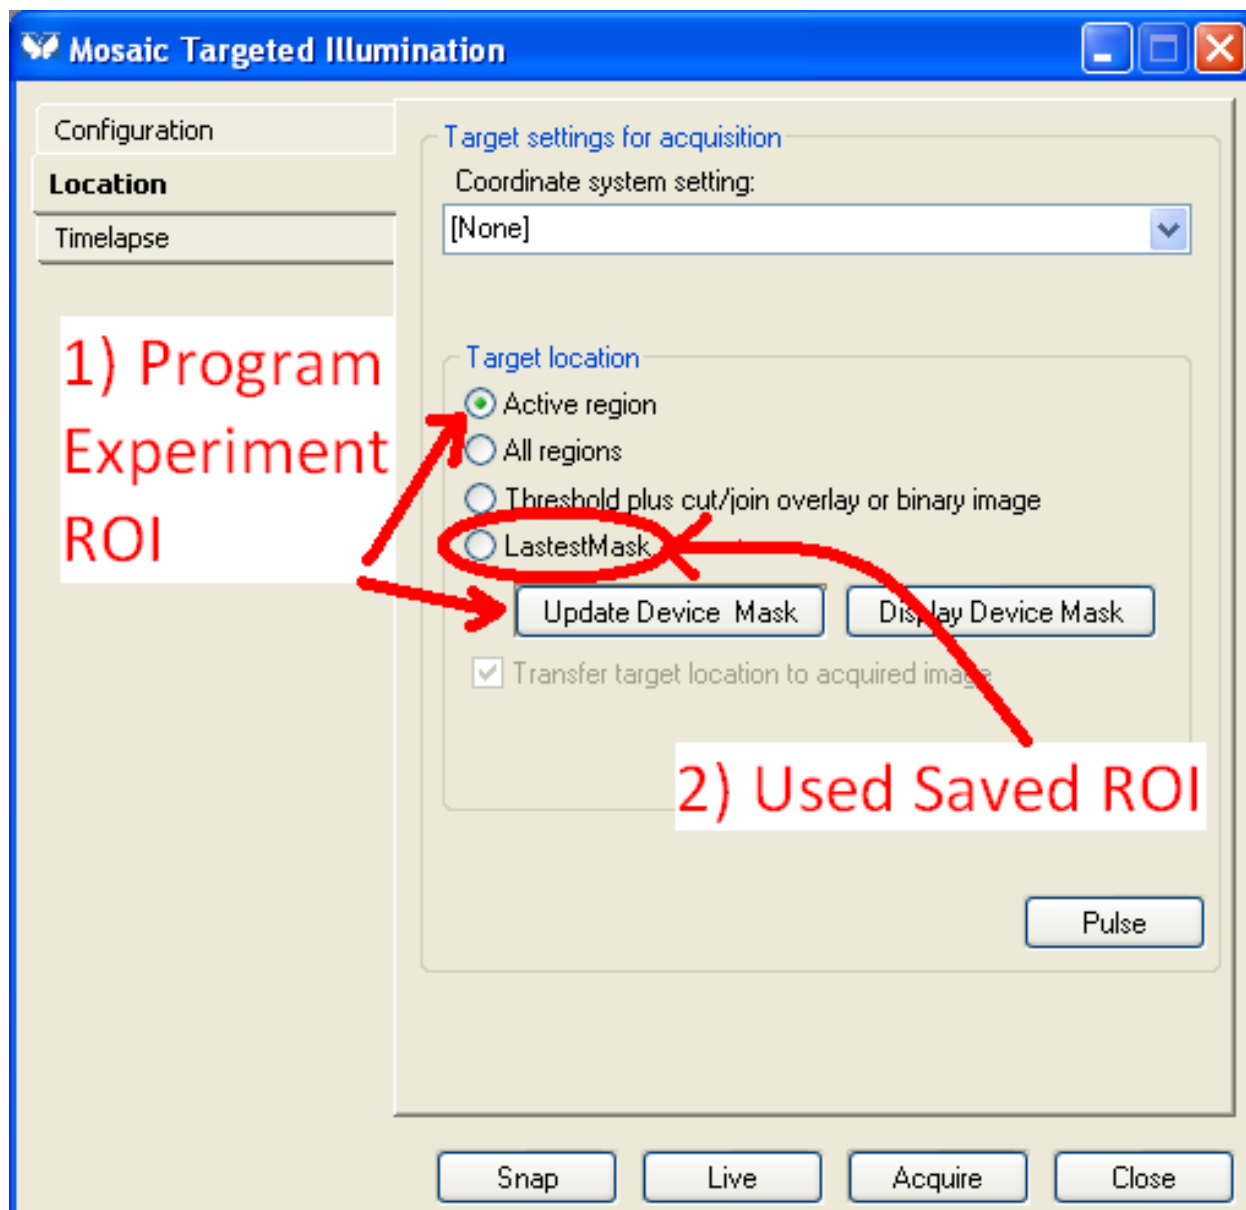 Mosaic Targeted Illumination
Configuration
Location
Timelapse
Target settings for acquisition
Coordinate system setting:
[None]
1) Program
Experiment
ROI
Target location
Active region
All regions
Threshold plus cut/join overlay or binary image
LastestMask
Update Device Mask
Display Device Mask
Transfer target location to acquired image
2) Used Saved ROI
Pulse
Snap
Live
Acquire
Close